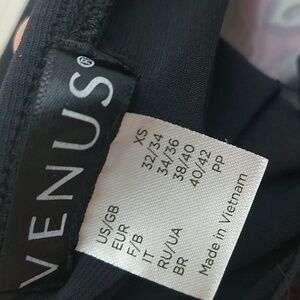 VENUS®
XS
US/GB 32/34
EUR 34/36
F/B 38/40
IT 40/42
RU/UA
BR PP
Made in Vietnam